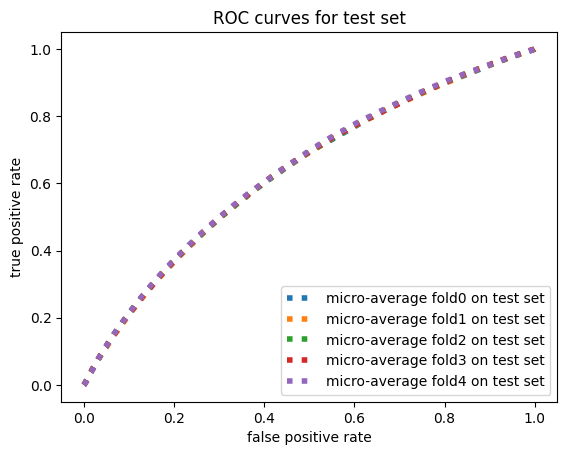 ROC curves for test set
true positive rate
1.0
0.8
0.6
0.4
0.2
0.0
micro-average fold0 on test set
micro-average fold1 on test set
micro-average fold2 on test set
micro-average fold3 on test set
micro-average fold4 on test set
0.0 0.2 0.4 0.6 0.8 1.0
false positive rate